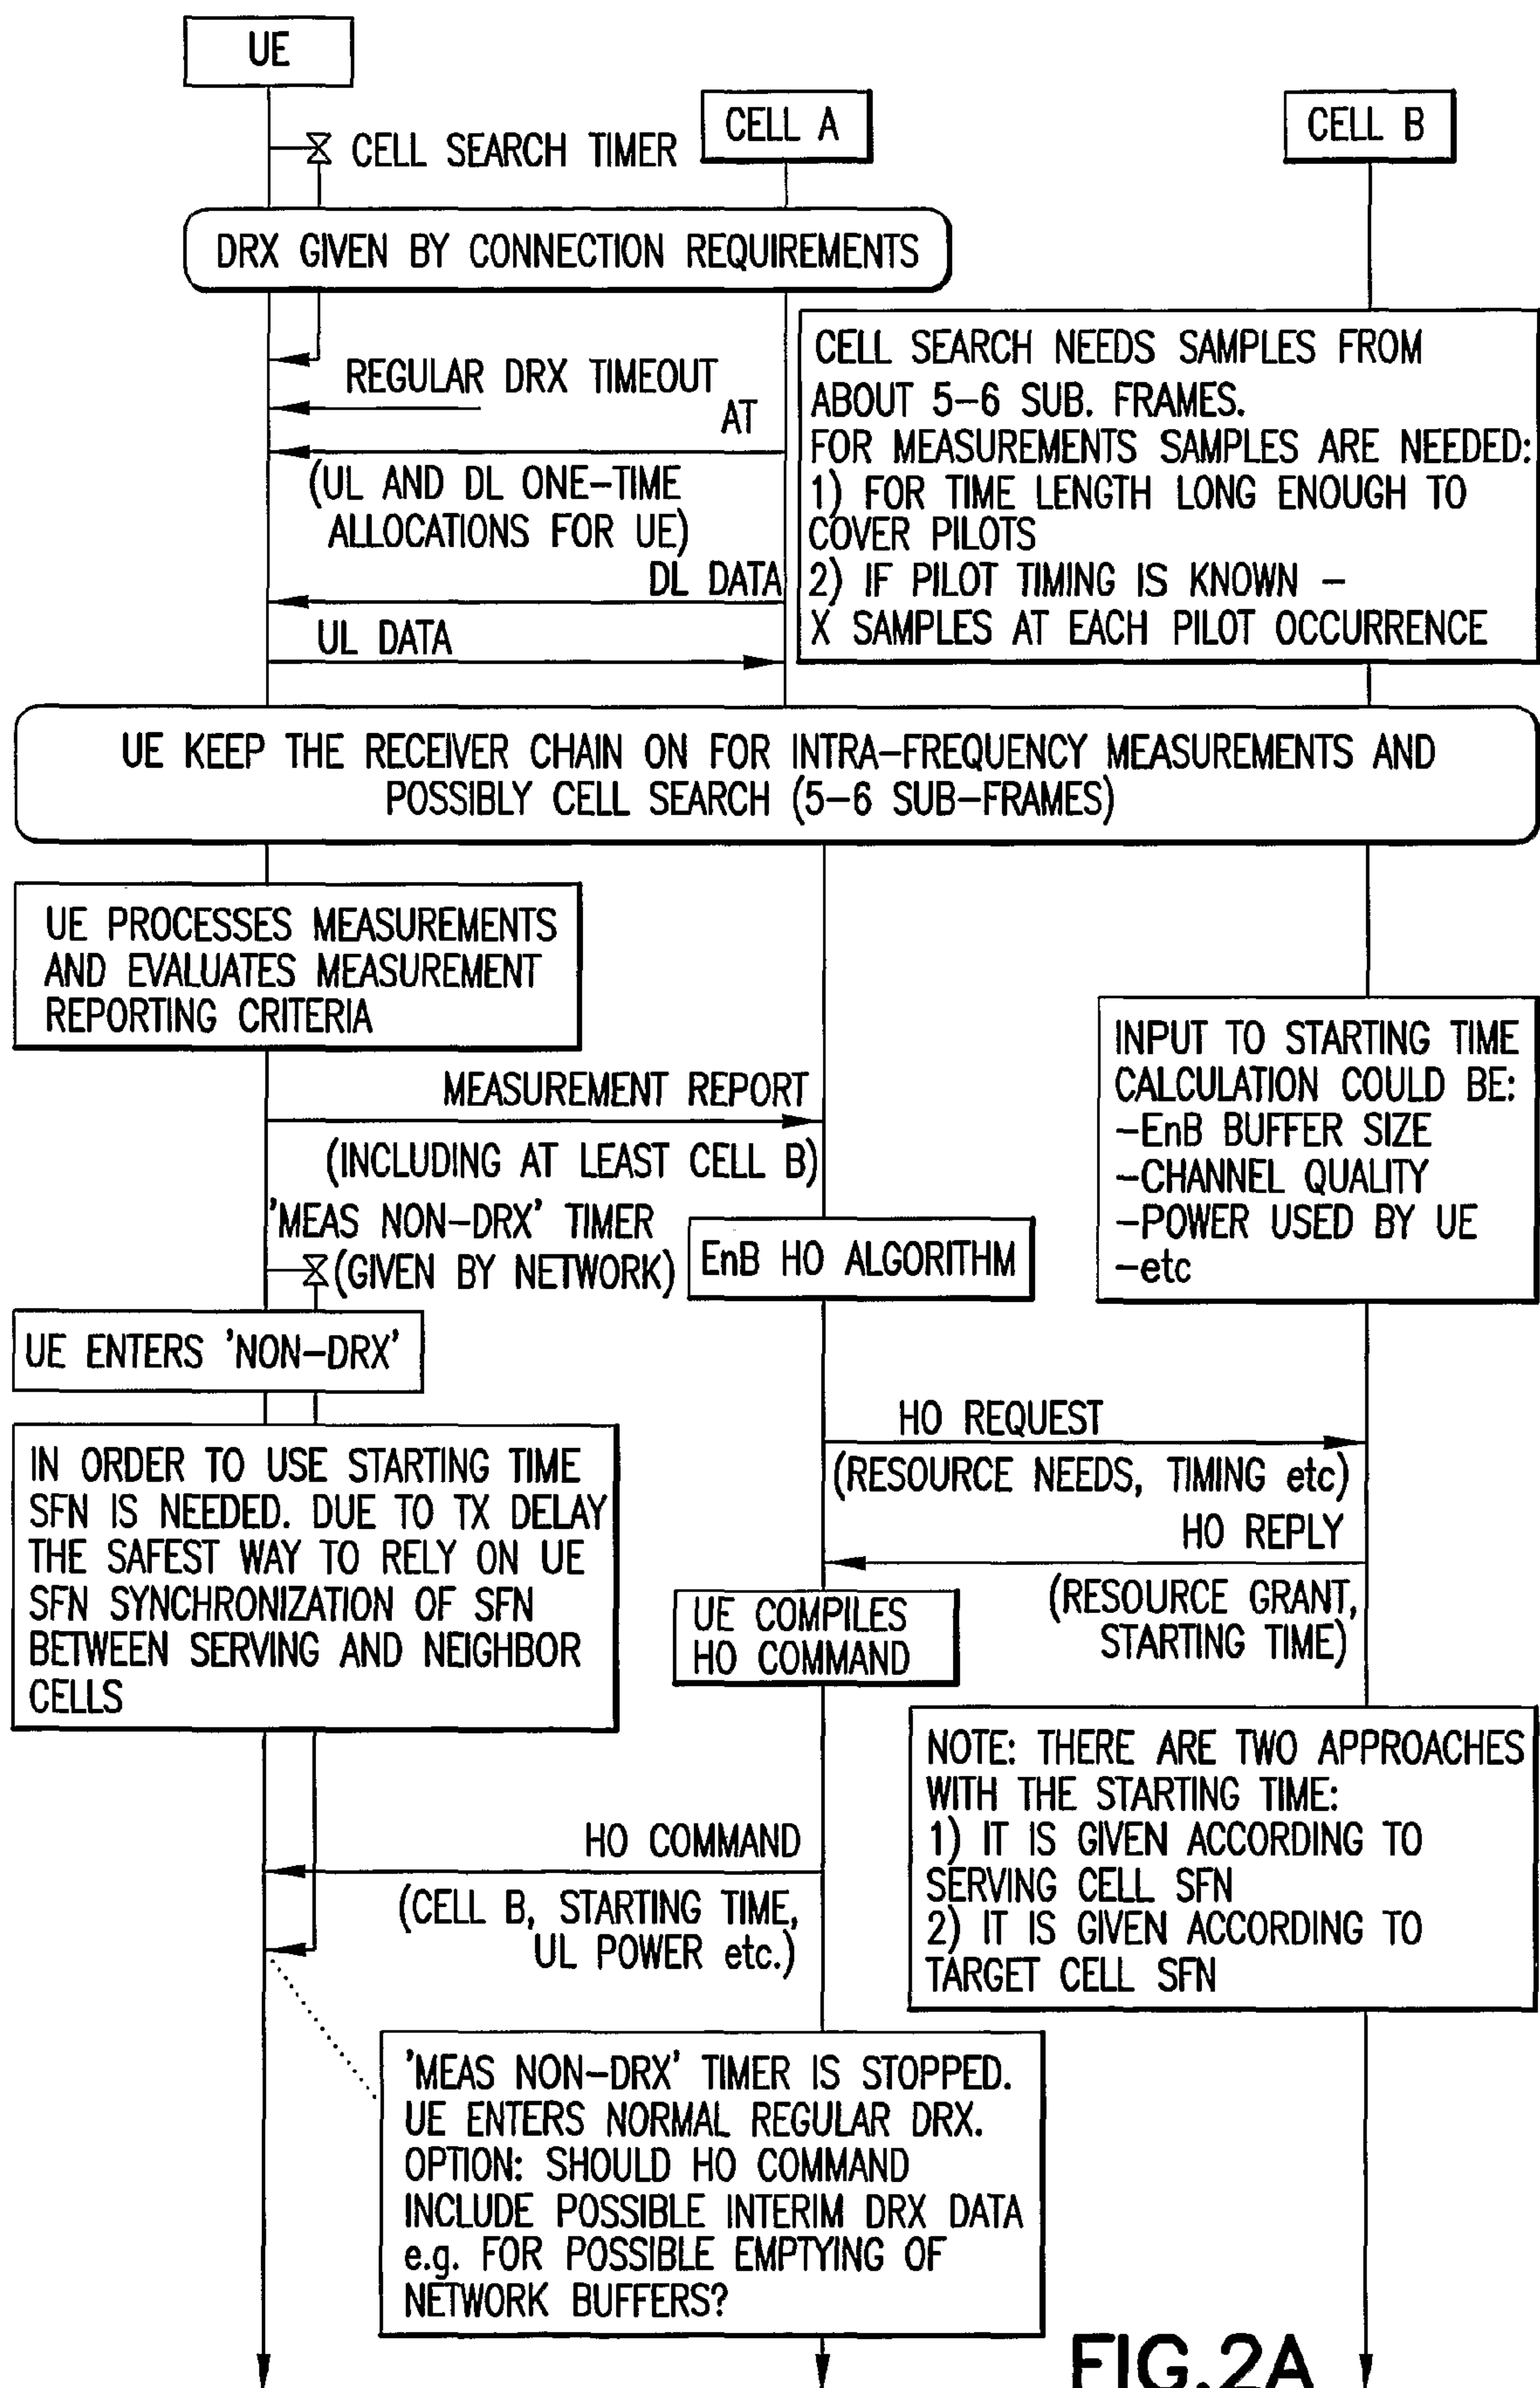 UE
CELL A
CELL B
CELL SEARCH TIMER
DRX GIVEN BY CONNECTION REQUIREMENTS
REGULAR DRX TIMEOUT
AT
(UL AND DL ONE-TIME
ALLOCATIONS FOR UE)
DL DATA
UL DATA
CELL SEARCH NEEDS SAMPLES FROM
ABOUT 5-6 SUB. FRAMES.
FOR MEASUREMENTS SAMPLES ARE NEEDED:
1) FOR TIME LENGTH LONG ENOUGH TO
COVER PILOTS
2) IF PILOT TIMING IS KNOWN -
X SAMPLES AT EACH PILOT OCCURRENCE
UE KEEP THE RECEIVER CHAIN ON FOR INTRA-FREQUENCY MEASUREMENTS AND
POSSIBLY CELL SEARCH (5-6 SUB-FRAMES)
UE PROCESSES MEASUREMENTS
AND EVALUATES MEASUREMENT
REPORTING CRITERIA
MEASUREMENT REPORT
(INCLUDING AT LEAST CELL B)
'MEAS NON-DRX' TIMER
(GIVEN BY NETWORK)
EnB HO ALGORITHM
INPUT TO STARTING TIME
CALCULATION COULD BE:
-EnB BUFFER SIZE
-CHANNEL QUALITY
-POWER USED BY UE
-etc
UE ENTERS 'NON-DRX'
HO REQUEST
(RESOURCE NEEDS, TIMING etc)
HO REPLY
(RESOURCE GRANT,
STARTING TIME)
IN ORDER TO USE STARTING TIME
SFN IS NEEDED. DUE TO TX DELAY
THE SAFEST WAY TO RELY ON UE
SFN SYNCHRONIZATION OF SFN
BETWEEN SERVING AND NEIGHBOR
CELLS
UE COMPILES
HO COMMAND
NOTE: THERE ARE TWO APPROACHES
WITH THE STARTING TIME:
1) IT IS GIVEN ACCORDING TO
SERVING CELL SFN
2) IT IS GIVEN ACCORDING TO
TARGET CELL SFN
HO COMMAND
(CELL B, STARTING TIME,
UL POWER etc.)
'MEAS NON-DRX' TIMER IS STOPPED.
UE ENTERS NORMAL REGULAR DRX.
OPTION: SHOULD HO COMMAND
INCLUDE POSSIBLE INTERIM DRX DATA
e.g. FOR POSSIBLE EMPTYING OF
NETWORK BUFFERS?
FIG.2A